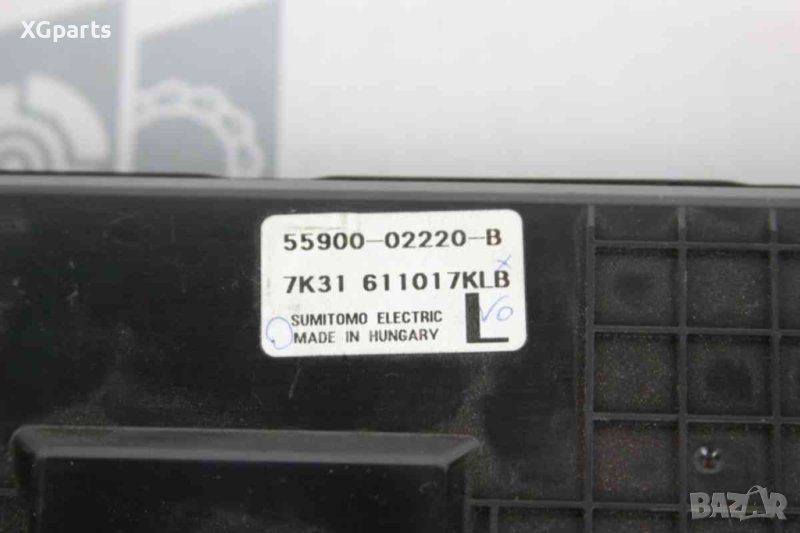 XGparts
55900-02220-B
7K31 611017KLB
SUMITOMO ELECTRIC
MADE IN HUNGARY
L
VO
BAZAR